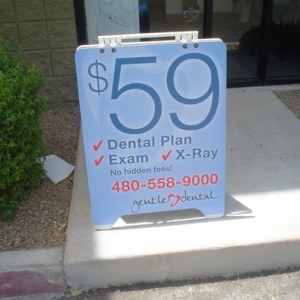 $59
✓ Dental Plan
✓ Exam ✓ X-Ray
No hidden fees!
480-558-9000
gentle dental